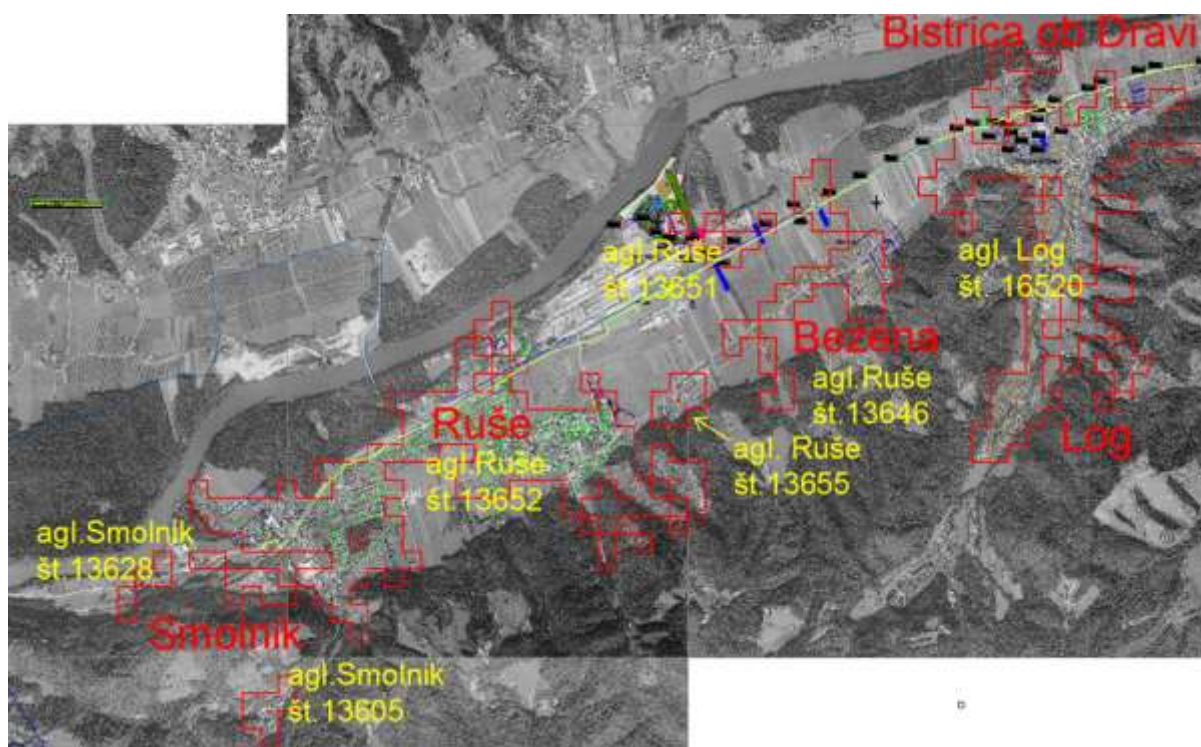 Bistrica ob Dravi
agl.Ruše
št.13651
agl. Log
št. 16520
Bezena
agl.Ruše
št.13646
Ruše
agl.Ruše
št.13652
agl. Ruše
št.13655
Log
agl.Smolnik
št.13628
Smolnik
agl.Smolnik
št.13605